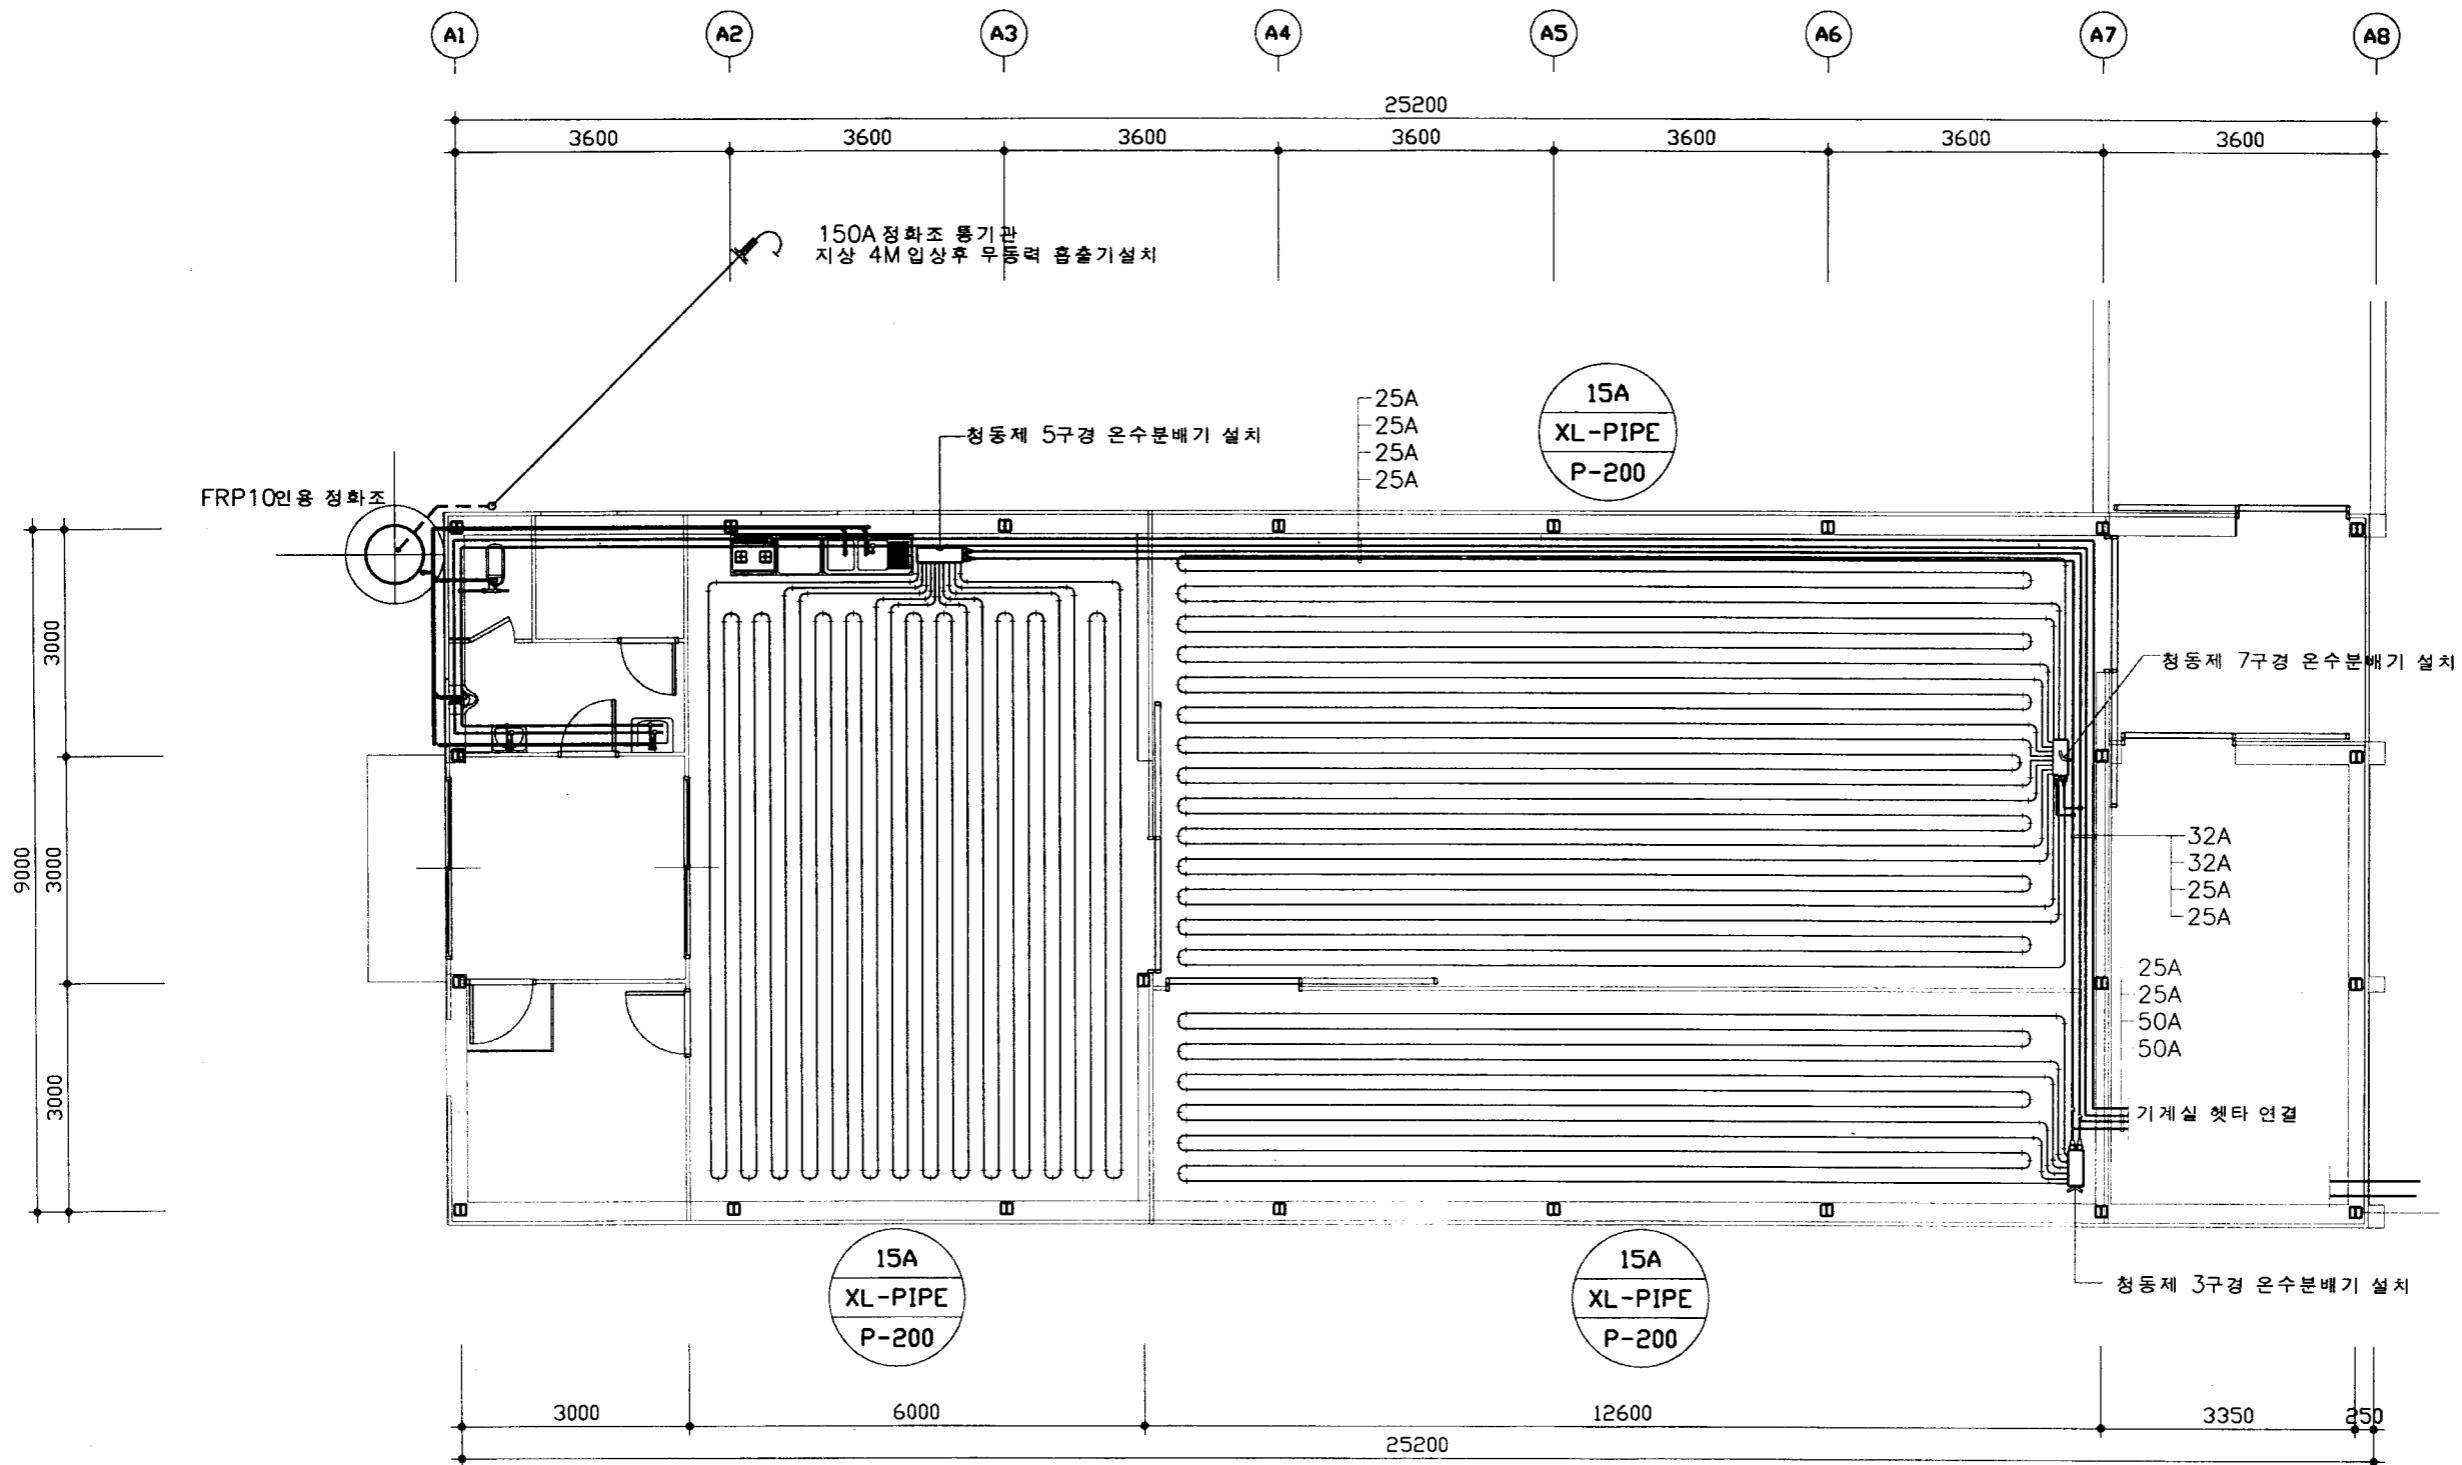 A1 A2 A3 A4 A5 A6 A7 A8
25200
3600 3600 3600 3600 3600 3600 3600
150A 정화조 통기관
지상 4M 입상후 무동력 흡출기설치
15A
XL-PIPE
P-200
25A
25A
25A
25A
청동제 5구경 온수분배기 설치
FRP10인용 정화조
청동제 7구경 온수분배기 설치
3000
9000
3000
3000
32A
32A
25A
25A
25A
25A
50A
50A
기계실 헷타 연결
청동제 3구경 온수분배기 설치
15A
XL-PIPE
P-200
15A
XL-PIPE
P-200
3000 6000 12600 3350 250
25200